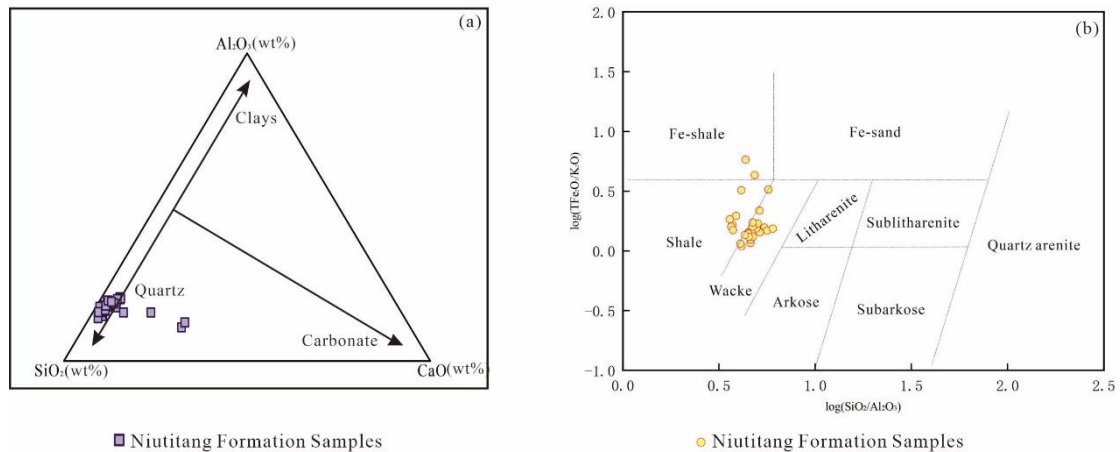 (a)
Al₂O₃(wt%)
Clays
Quartz
Carbonate
SiO₂(wt%)
CaO(wt%)
Niutitang Formation Samples
(b)
2.0
1.5
1.0
0.5
0.0
-0.5
-1.0
log(TFe₂O₃/K₂O)
Fe-shale
Fe-sand
Shale
Litharenite
Sublitharenite
Quartz arenite
Wacke
Arkose
Subarkose
0.0
0.5
1.0
1.5
2.0
2.5
log(SiO₂/Al₂O₃)
Niutitang Formation Samples